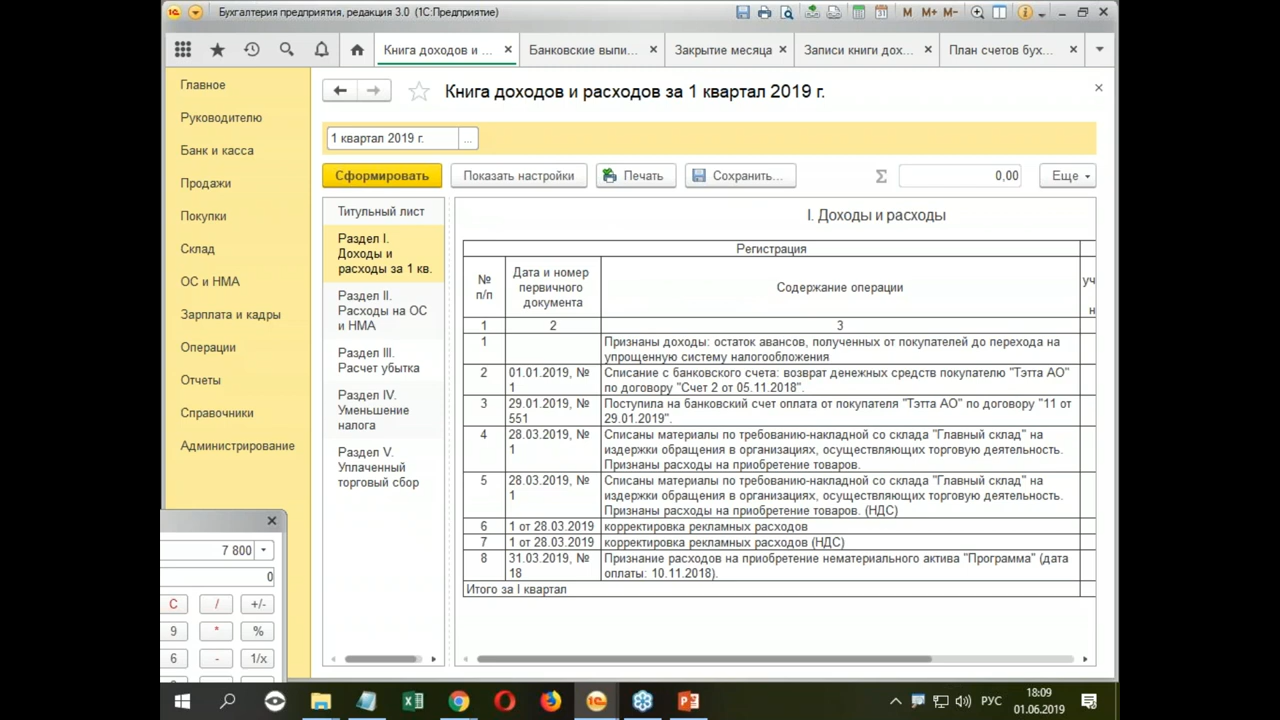 Бухгалтерия предприятия, редакция 3.0 (1С:Предприятие)
M M+ M-
Книга доходов и ...
Банковские выпи...
Закрытие месяца
Записи книги дох...
План счетов бух...
Главное
Руководителю
Банк и касса
Продажи
Покупки
Склад
ОС и НМА
Зарплата и кадры
Операции
Отчеты
Справочники
Администрирование
Книга доходов и расходов за 1 квартал 2019 г.
1 квартал 2019 г.
...
Сформировать
Показать настройки
Печать
Сохранить...
Σ
0,00
Еще
Титульный лист
Раздел I.
Доходы и
расходы за 1 кв.
Раздел II.
Расходы на ОС
и НМА
Раздел III.
Расчет убытка
Раздел IV.
Уменьшение
налога
Раздел V.
Уплаченный
торговый сбор
I. Доходы и расходы
Регистрация
№
п/п
Дата и номер
первичного
документа
Содержание операции
уч
н
1 2 3
1 Признаны доходы: остаток авансов, полученных от покупателей до перехода на
упрощенную систему налогообложения
2 01.01.2019, № Списание с банковского счета: возврат денежных средств покупателю "Тэтта АО"
1 по договору "Счет 2 от 05.11.2018".
3 29.01.2019, № Поступила на банковский счет оплата от покупателя "Тэтта АО" по договору "11 от
551 29.01.2019".
4 28.03.2019, № Списаны материалы по требованию-накладной со склада "Главный склад" на
1 издержки обращения в организациях, осуществляющих торговую деятельность.
Признаны расходы на приобретение товаров.
5 28.03.2019, № Списаны материалы по требованию-накладной со склада "Главный склад" на
1 издержки обращения в организациях, осуществляющих торговую деятельность.
Признаны расходы на приобретение товаров. (НДС)
6 1 от 28.03.2019 корректировка рекламных расходов
7 1 от 28.03.2019 корректировка рекламных расходов (НДС)
8 31.03.2019, № Признание расходов на приобретение нематериального актива "Программа" (дата
18 оплаты: 10.11.2018).
Итого за I квартал
7 800
0
C / +/-
9 * %
6 - 1/x
РУС
18:09
01.06.2019